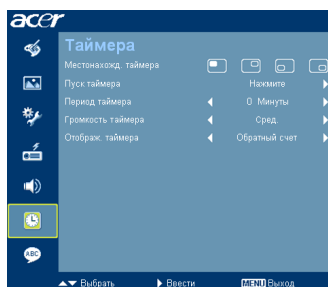 acer
Таймера
Местонахожд. таймера
Пуск таймера Нажмите
Период таймера 0 Минуты
Громкость таймера Сред.
Отображ. таймера Обратный счет
ABC
Выбрать Ввести MENU Выход